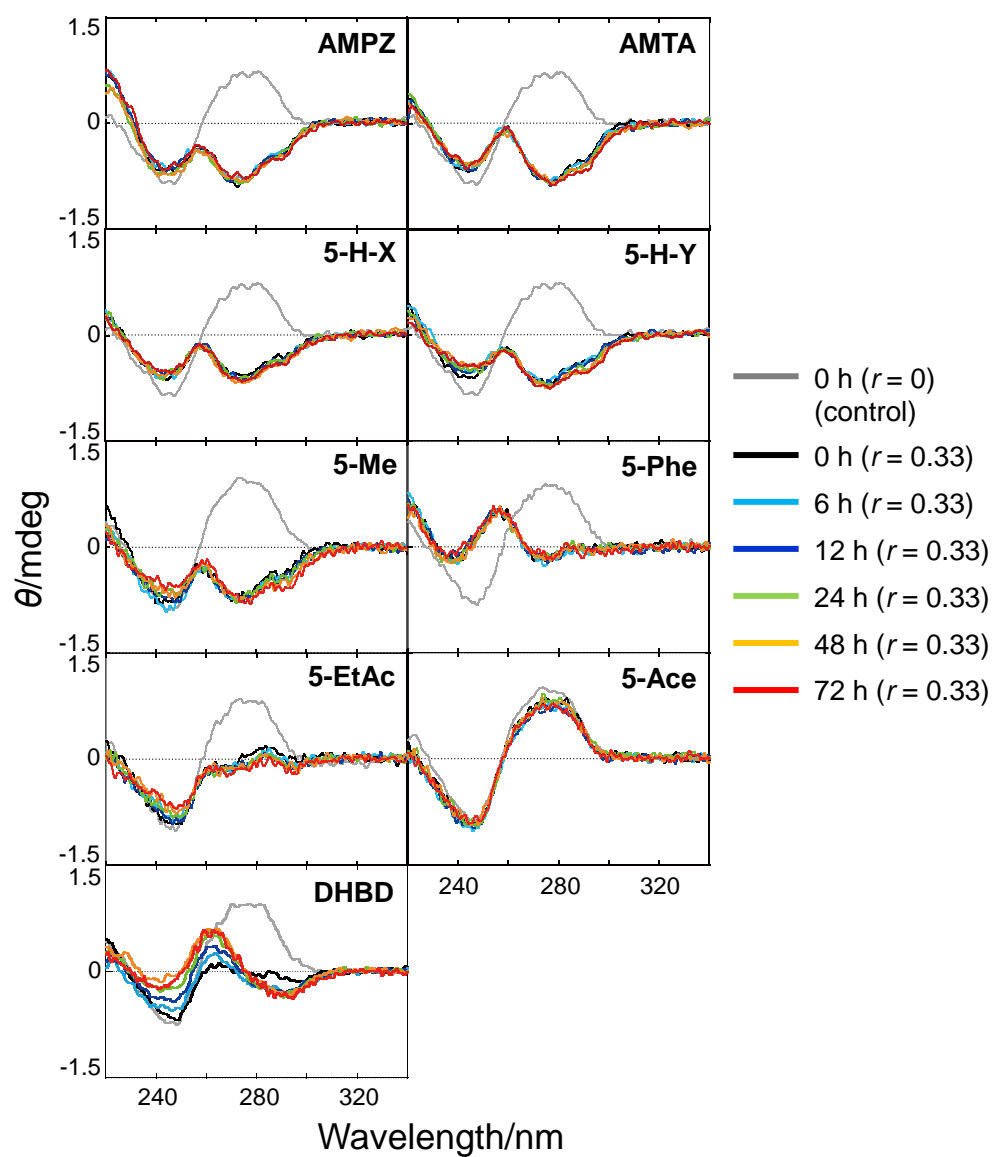 AMPZ
AMTA
1.5
0
-1.5
5-H-X
5-H-Y
1.5
0
-1.5
5-Me
5-Phe
1.5
0
-1.5
5-EtAc
5-Ace
1.5
0
-1.5
240 280 320
DHBD
1.5
0
-1.5
240 280 320
θ/mdeg
Wavelength/nm
0 h (r = 0)
(control)
0 h (r = 0.33)
6 h (r = 0.33)
12 h (r = 0.33)
24 h (r = 0.33)
48 h (r = 0.33)
72 h (r = 0.33)